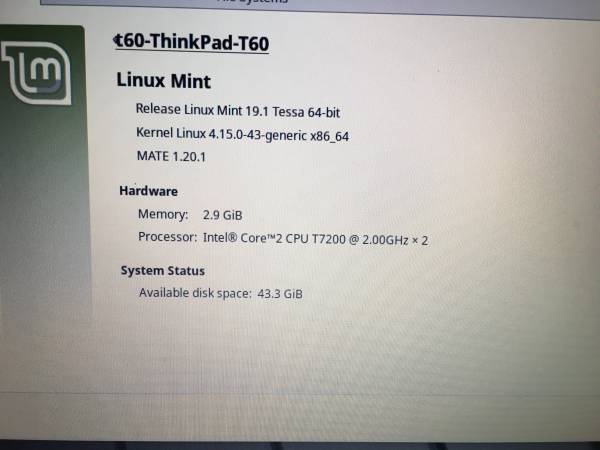 File Systems
t60-ThinkPad-T60
Linux Mint
Release Linux Mint 19.1 Tessa 64-bit
Kernel Linux 4.15.0-43-generic x86_64
MATE 1.20.1
Hardware
Memory: 2.9 GiB
Processor: Intel® Core™2 CPU T7200 @ 2.00GHz × 2
System Status
Available disk space: 43.3 GiB